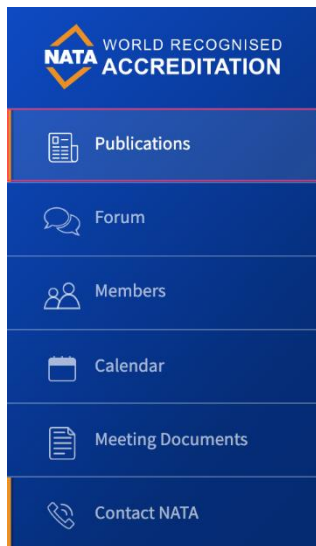 NATA
WORLD RECOGNISED
ACCREDITATION
Publications
Forum
Members
Calendar
Meeting Documents
Contact NATA